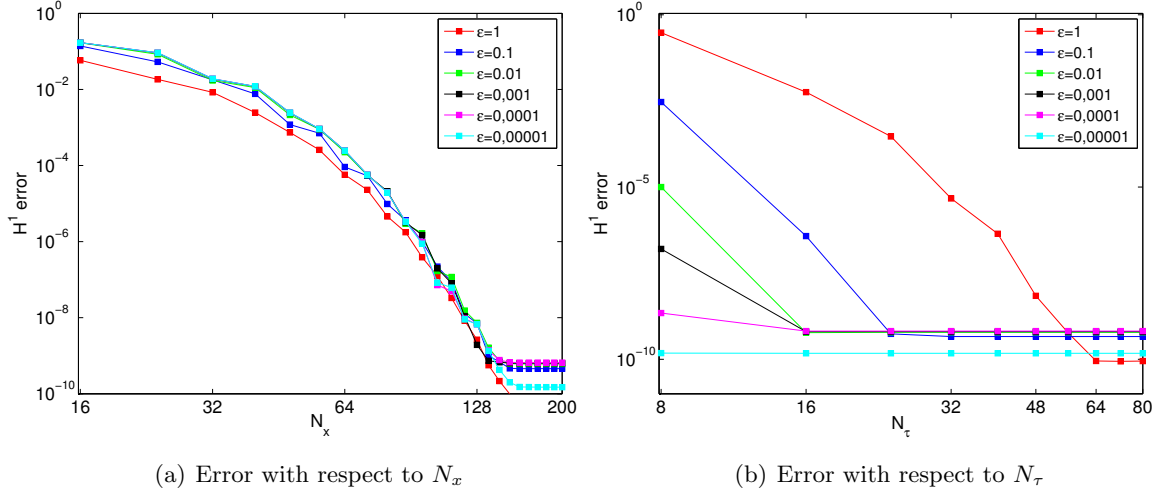 10^0
10^-2
10^-4
10^-6
10^-8
10^-10
H^1 error
16 32 64 128 200
N_x
ε=1
ε=0.1
ε=0.01
ε=0,001
ε=0,0001
ε=0,00001
(a) Error with respect to N_x
10^0
10^-5
10^-10
H^1 error
8 16 32 48 64 80
N_τ
ε=1
ε=0.1
ε=0.01
ε=0,001
ε=0,0001
ε=0,00001
(b) Error with respect to N_τ